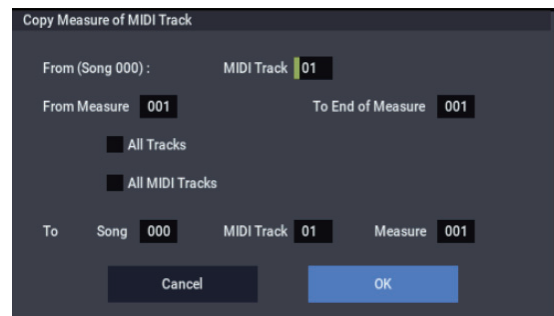 Copy Measure of MIDI Track
From (Song 000) : MIDI Track 01
From Measure 001 To End of Measure 001
All Tracks
All MIDI Tracks
To Song 000 MIDI Track 01 Measure 001
Cancel OK